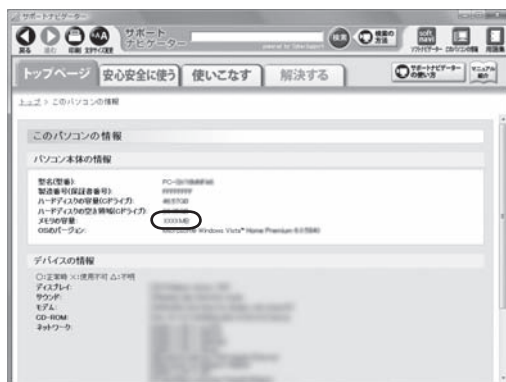 サポートナビゲーター
戻る 進む 印刷 文字サイズ変更
サポート
ナビゲーター
検索
検索の
方法
soft
navi
ソフトナビゲーター このパソコンの情報 用語集
トップページ 安心安全に使う 使いこなす 解決する
サポートナビゲーター
の使い方
マニュアル
紹介
トップ > このパソコンの情報
このパソコンの情報
パソコン本体の情報
型名(型番):
製造番号(保証書番号): FFFFFFFF
ハードディスクの容量(Cドライブ):
ハードディスクの空き領域(Cドライブ):
メモリの容量: XXXXMB
OSのバージョン: Microsoft Windows Vista™ Home Premium
デバイスの情報
○:正常時 ×:使用不可 △:不明
ディスプレイ:
サウンド:
モデム:
CD-ROM:
ネットワーク: